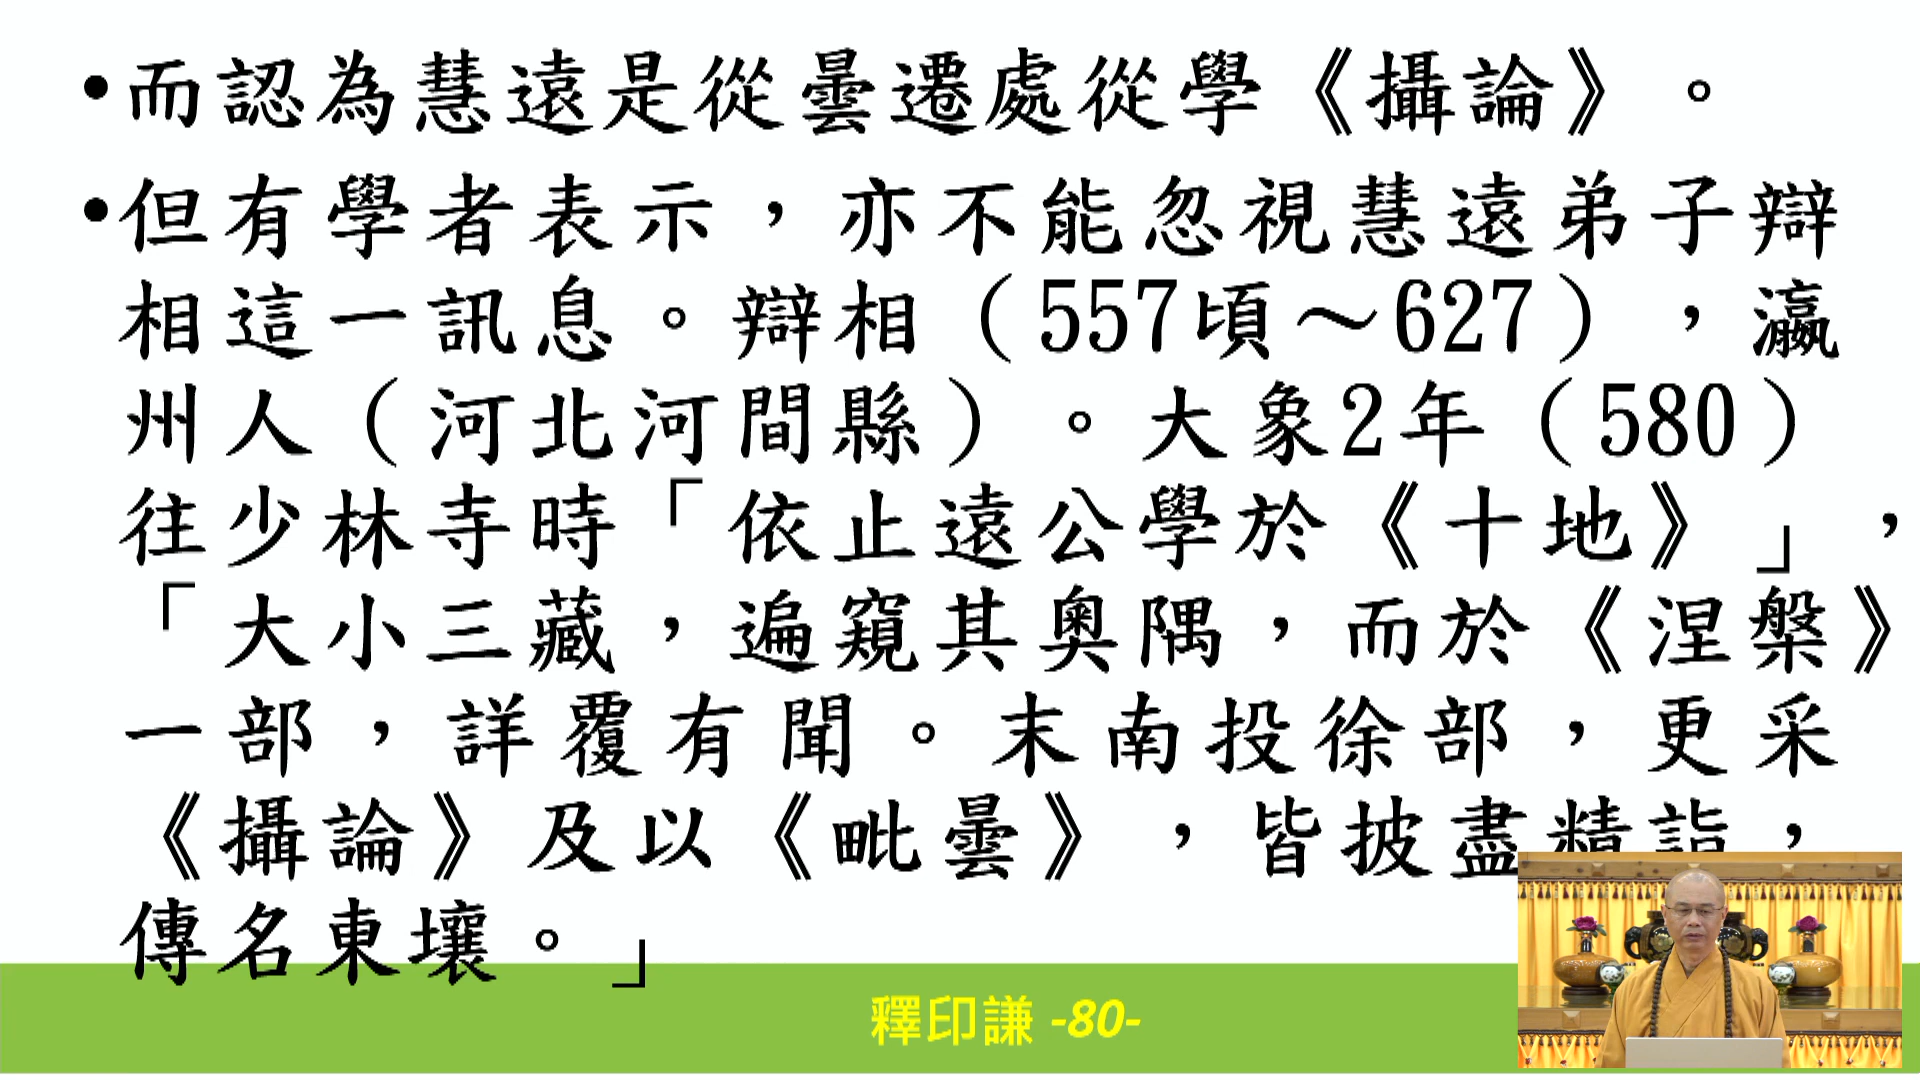 •而認為慧遠是從曇遷處從學《攝論》。
•但有學者表示，亦不能忽視慧遠弟子辯
相這一訊息。辯相（557頃～627），瀛
州人（河北河間縣）。大象2年（580）
往少林寺時「依止遠公學於《十地》」，
「大小三藏，遍窺其奧隅，而於《涅槃》
一部，詳覆有聞。末南投徐部，更采
《攝論》及以《毗曇》，皆披盡精詣，
傳名東壤。」
釋印謙 -80-